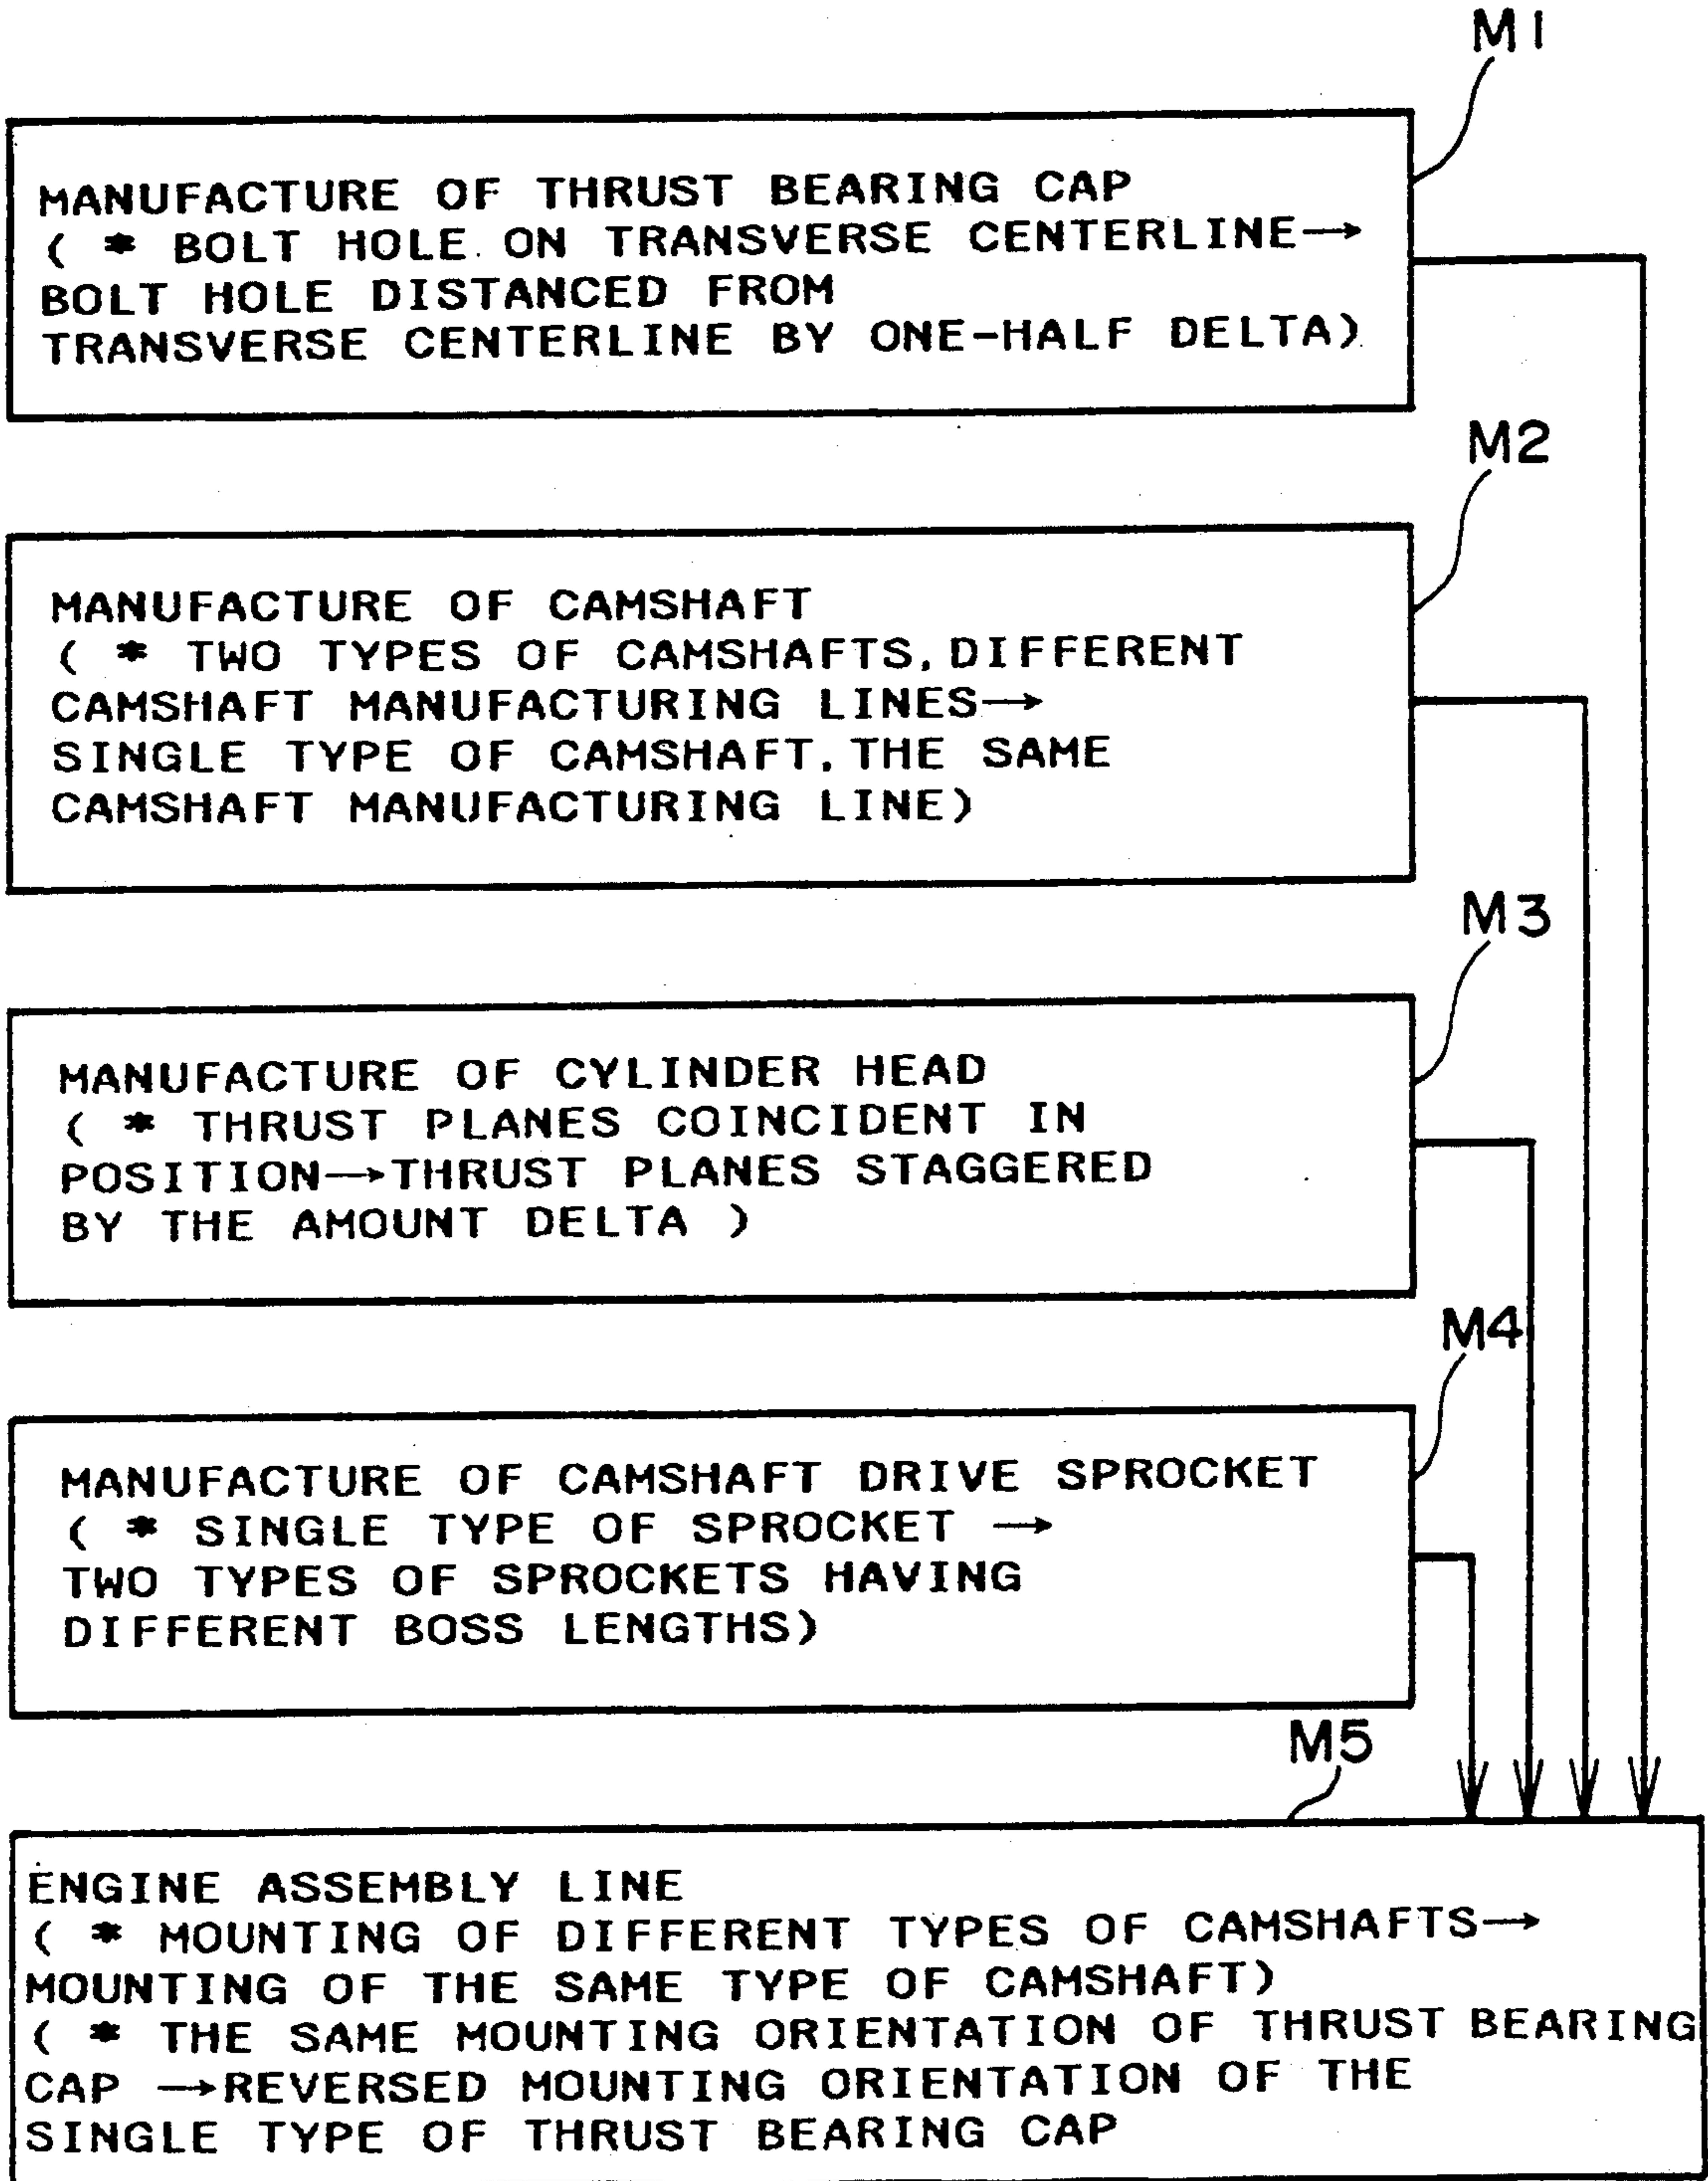 M1
MANUFACTURE OF THRUST BEARING CAP
( * BOLT HOLE ON TRANSVERSE CENTERLINE→
BOLT HOLE DISTANCED FROM
TRANSVERSE CENTERLINE BY ONE-HALF DELTA)
M2
MANUFACTURE OF CAMSHAFT
( * TWO TYPES OF CAMSHAFTS, DIFFERENT
CAMSHAFT MANUFACTURING LINES→
SINGLE TYPE OF CAMSHAFT, THE SAME
CAMSHAFT MANUFACTURING LINE)
M3
MANUFACTURE OF CYLINDER HEAD
( * THRUST PLANES COINCIDENT IN
POSITION→THRUST PLANES STAGGERED
BY THE AMOUNT DELTA )
M4
MANUFACTURE OF CAMSHAFT DRIVE SPROCKET
( * SINGLE TYPE OF SPROCKET →
TWO TYPES OF SPROCKETS HAVING
DIFFERENT BOSS LENGTHS)
M5
ENGINE ASSEMBLY LINE
( * MOUNTING OF DIFFERENT TYPES OF CAMSHAFTS→
MOUNTING OF THE SAME TYPE OF CAMSHAFT)
( * THE SAME MOUNTING ORIENTATION OF THRUST BEARING
CAP →REVERSED MOUNTING ORIENTATION OF THE
SINGLE TYPE OF THRUST BEARING CAP